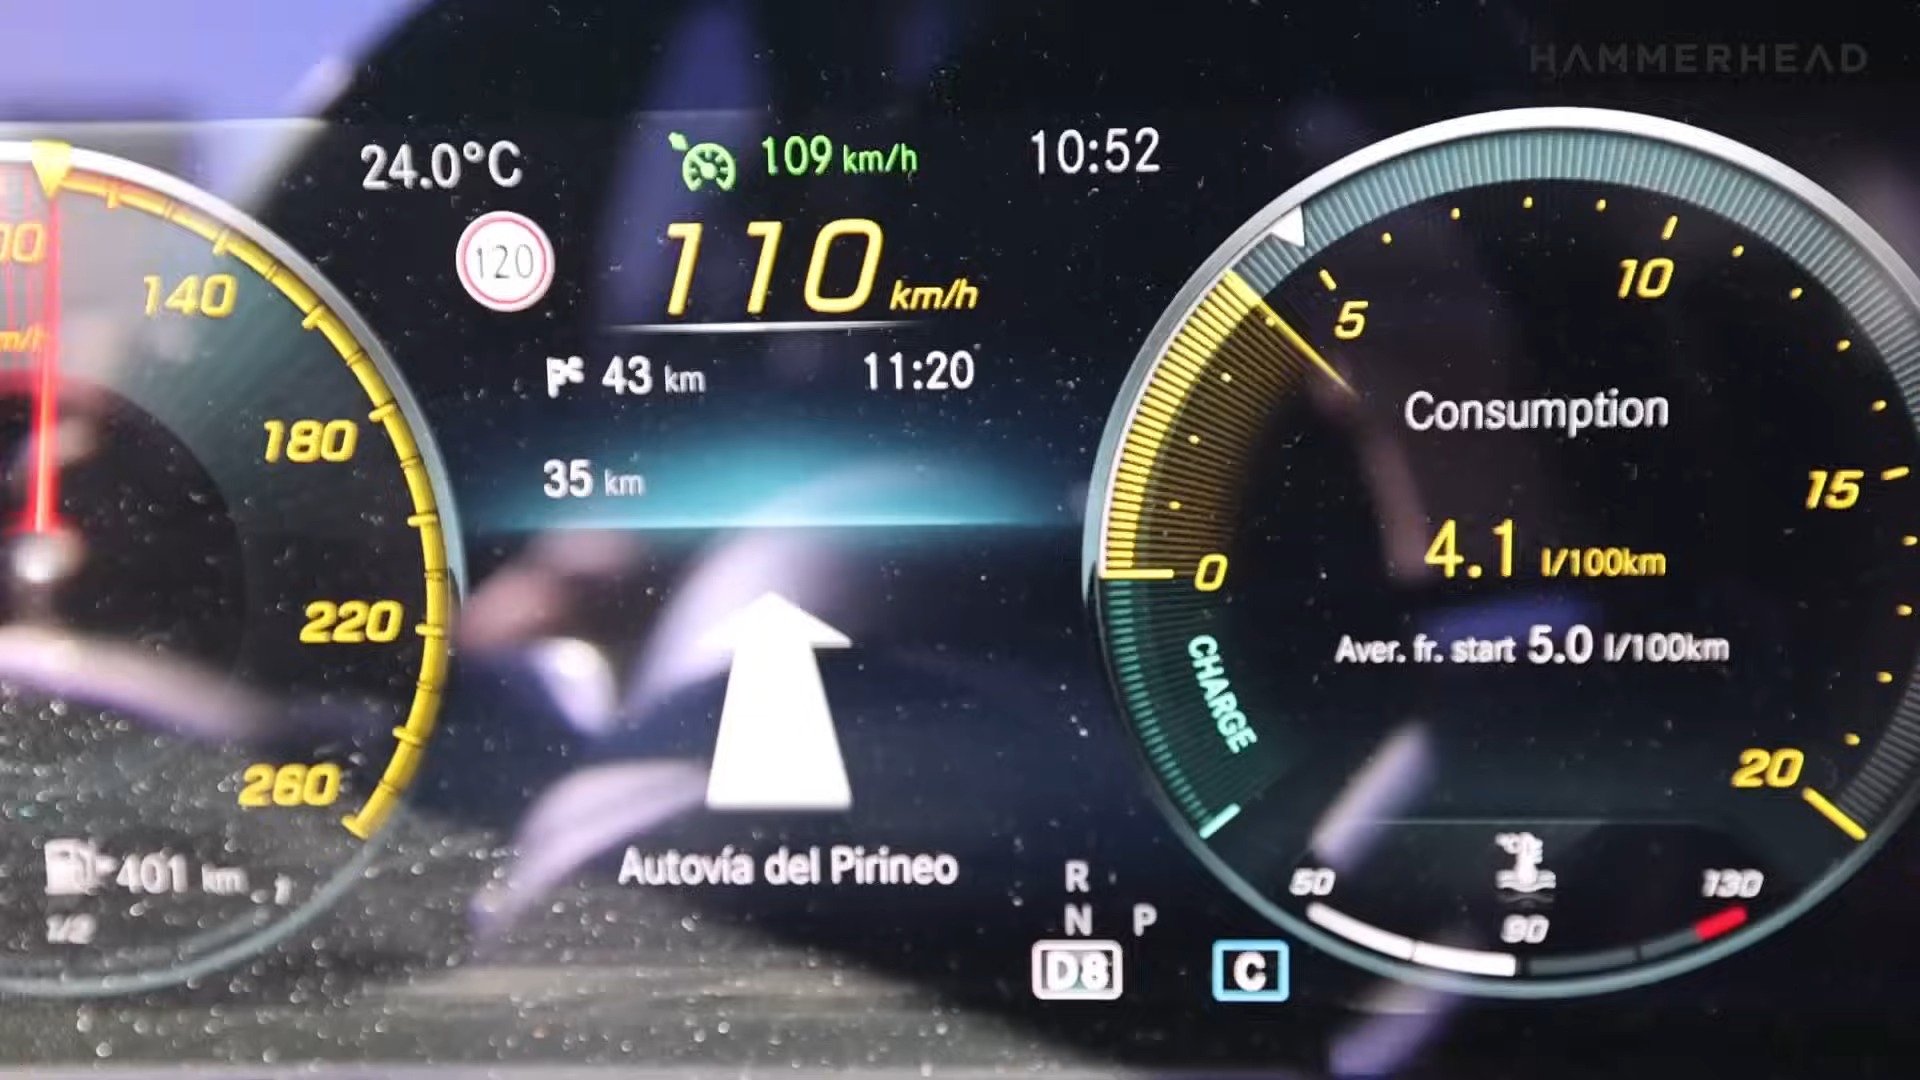 HAMMERHEAD
24.0°C
109 km/h
10:52
120
110 km/h
43 km
11:20
35 km
140
180
220
260
401 km
1/2
Autovía del Pirineo
R
N P
D8
C
0
5
10
15
20
CHARGE
Consumption
4.1 l/100km
Aver. fr. start 5.0 l/100km
50
°C
90
130